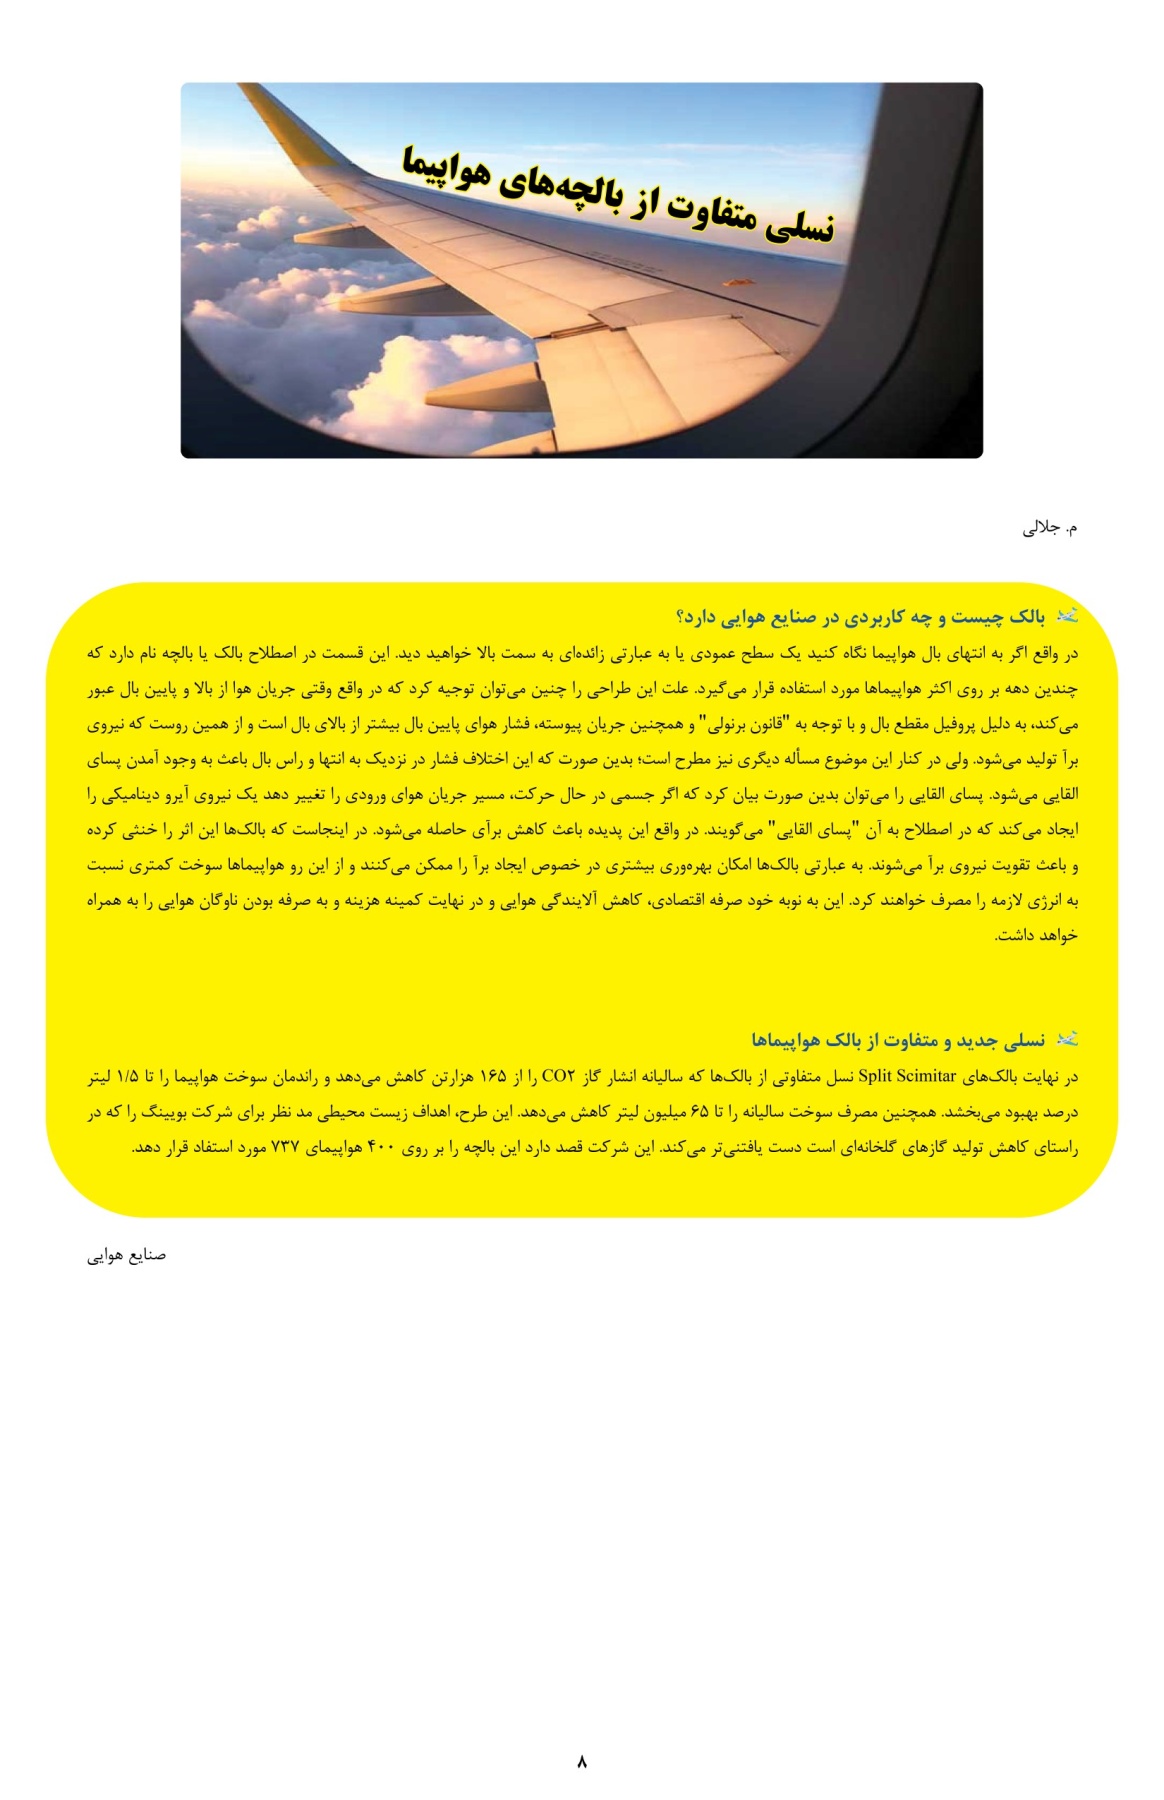 نسلی متفاوت از بالچه‌های هواپیما
م. جلالی
بالک چیست و چه کاربردی در صنایع هوایی دارد؟
در واقع اگر به انتهای بال هواپیما نگاه کنید یک سطح عمودی یا به عبارتی زائده‌ای به سمت بالا خواهید دید. این قسمت در اصطلاح بالک یا بالچه نام دارد که
چندین دهه بر روی اکثر هواپیماها مورد استفاده قرار می‌گیرد. علت این طراحی را چنین می‌توان توجیه کرد که در واقع وقتی جریان هوا از بالا و پایین بال عبور
می‌کند، به دلیل پروفیل مقطع بال و با توجه به "قانون برنولی" و همچنین جریان پیوسته، فشار هوای پایین بال بیشتر از بالای بال است و از همین روست که نیروی
برآ تولید می‌شود. ولی در کنار این موضوع مسأله دیگری نیز مطرح است؛ بدین صورت که این اختلاف فشار در نزدیک به انتها و راس بال باعث به وجود آمدن پسای
القایی می‌شود. پسای القایی را می‌توان بدین صورت بیان کرد که اگر جسمی در حال حرکت، مسیر جریان هوای ورودی را تغییر دهد یک نیروی آیرو دینامیکی را
ایجاد می‌کند که در اصطلاح به آن "پسای القایی" می‌گویند. در واقع این پدیده باعث کاهش برآی حاصله می‌شود. در اینجاست که بالک‌ها این اثر را خنثی کرده
و باعث تقویت نیروی برآ می‌شوند. به عبارتی بالک‌ها امکان بهره‌وری بیشتری در خصوص ایجاد برآ را ممکن می‌کنند و از این رو هواپیماها سوخت کمتری نسبت
به انرژی لازمه را مصرف خواهند کرد. این به نوبه خود صرفه اقتصادی، کاهش آلایندگی هوایی و در نهایت کمینه هزینه و به صرفه بودن ناوگان هوایی را به همراه
خواهد داشت.
نسلی جدید و متفاوت از بالک هواپیماها
در نهایت بالک‌های Split Scimitar نسل متفاوتی از بالک‌ها که سالیانه انشار گاز CO۲ را از ۱۶۵ هزارتن کاهش می‌دهد و راندمان سوخت هواپیما را تا ۱/۵ لیتر
درصد بهبود می‌بخشد. همچنین مصرف سوخت سالیانه را تا ۶۵ میلیون لیتر کاهش می‌دهد. این طرح، اهداف زیست محیطی مد نظر برای شرکت بویینگ را که در
راستای کاهش تولید گازهای گلخانه‌ای است دست یافتنی‌تر می‌کند. این شرکت قصد دارد این بالچه را بر روی ۴۰۰ هواپیمای ۷۳۷ مورد استفاد قرار دهد.
صنایع هوایی
۸